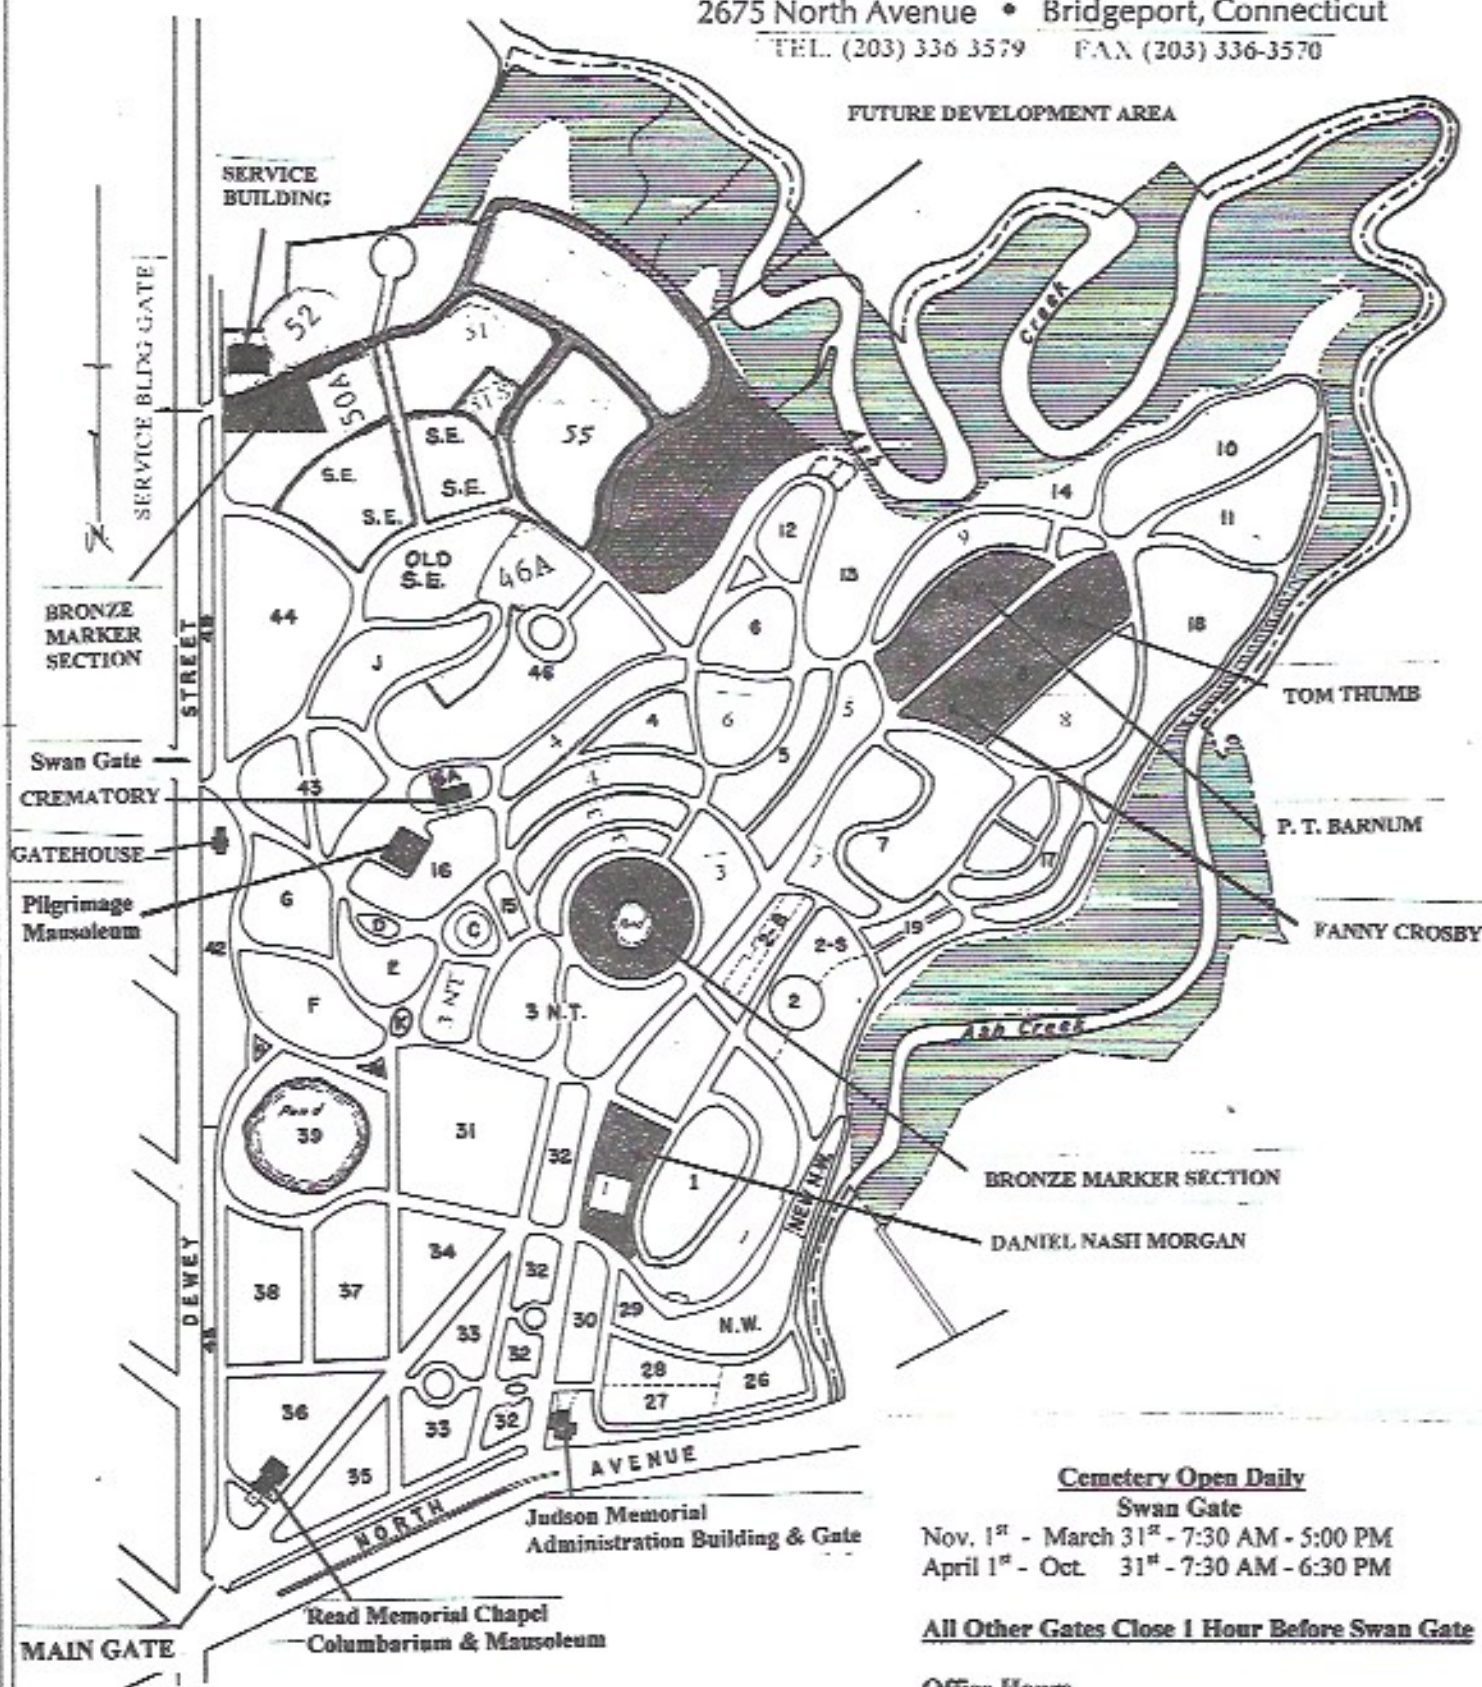 2675 North Avenue • Bridgeport, Connecticut
TEL. (203) 336 3579 FAX (203) 336-3570
FUTURE DEVELOPMENT AREA
SERVICE
BUILDING
SERVICE BLDG GATE
52
51
50A
55
S.E.
S.E.
S.E.
S.E.
OLD
S.E.
46A
Creek
Ash
10
14
11
12
9
13
18
6
BRONZE
MARKER
SECTION
STREET
44
J
46
TOM THUMB
4
6
5
8
4
5
Swan Gate
CREMATORY
43
4
3
P. T. BARNUM
GATEHOUSE
16
3
3
7
7
17
Pilgrimage
Mausoleum
G
15
D
C
19
FANNY CROSBY
42
E
2-S
2
F
3 NT
3 N.T.
K
Ash Creek
Pond
39
31
32
1
1
1
NEW N.W.
BRONZE MARKER SECTION
DANIEL NASH MORGAN
DEWEY
34
32
38
37
33
30
29
N.W.
32
28
26
27
36
33
32
35
NORTH AVENUE
Judson Memorial
Administration Building & Gate
Read Memorial Chapel
Columbarium & Mausoleum
MAIN GATE
Cemetery Open Daily
Swan Gate
Nov. 1st - March 31st - 7:30 AM - 5:00 PM
April 1st - Oct. 31st - 7:30 AM - 6:30 PM
All Other Gates Close 1 Hour Before Swan Gate
Office Hours